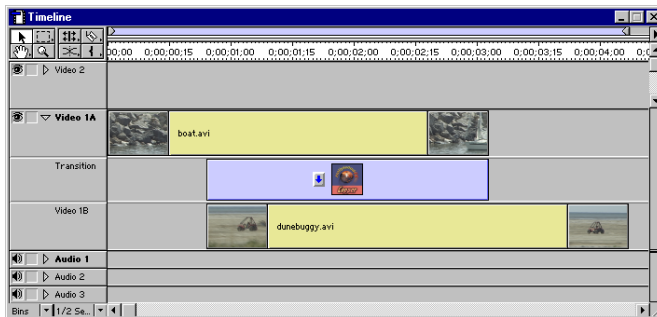 Timeline
00;00 0;00;00;15 0;00;01;00 0;00;01;15 0;00;02;00 0;00;02;15 0;00;03;00 0;00;03;15 0;00;04;00
Video 2
Video 1A
boat.avi
Transition
Video 1B
dunebuggy.avi
Audio 1
Audio 2
Audio 3
Bins 1/2 Se...